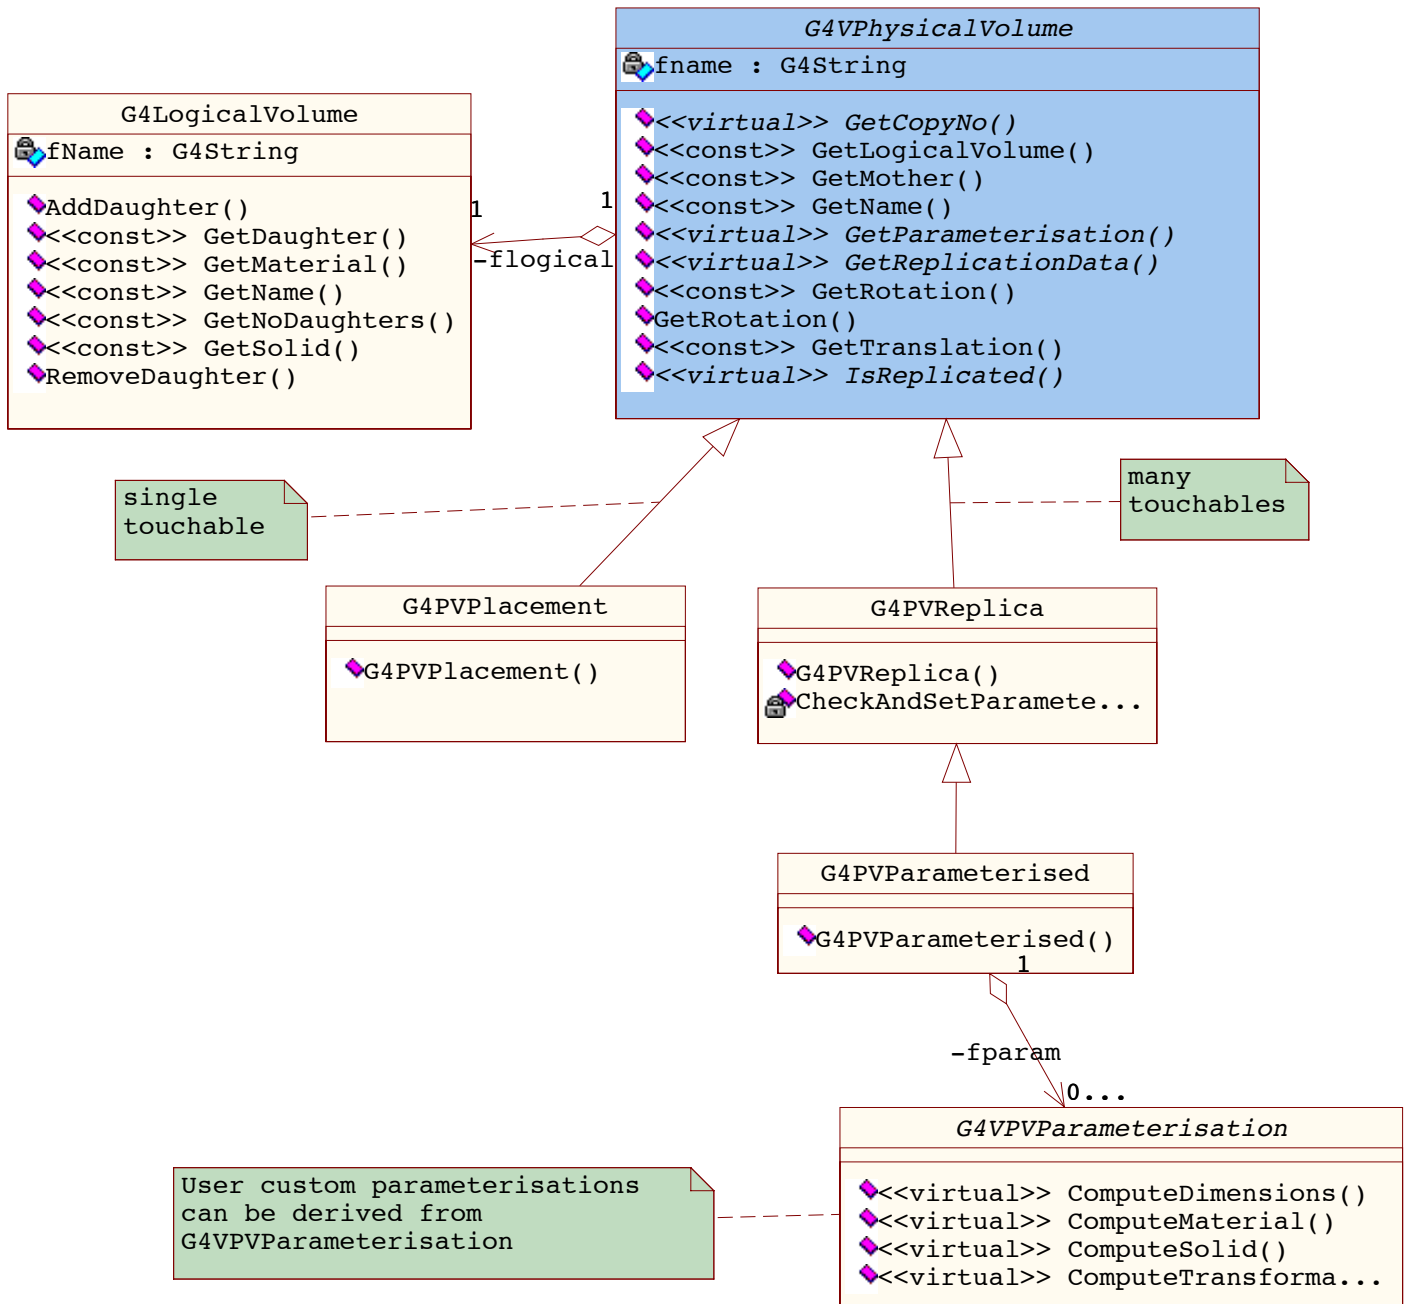 G4VPhysicalVolume
fname : G4String
<<virtual>> GetCopyNo()
<<const>> GetLogicalVolume()
<<const>> GetMother()
<<const>> GetName()
<<virtual>> GetParameterisation()
<<virtual>> GetReplicationData()
<<const>> GetRotation()
GetRotation()
<<const>> GetTranslation()
<<virtual>> IsReplicated()
G4LogicalVolume
fName : G4String
AddDaughter()
<<const>> GetDaughter()
<<const>> GetMaterial()
<<const>> GetName()
<<const>> GetNoDaughters()
<<const>> GetSolid()
RemoveDaughter()
1
1
-flogical
single
touchable
many
touchables
G4PVPlacement
G4PVPlacement()
G4PVReplica
G4PVReplica()
CheckAndSetParamete...
G4PVParameterised
G4PVParameterised()
1
-fparam
0...
G4VPVParameterisation
<<virtual>> ComputeDimensions()
<<virtual>> ComputeMaterial()
<<virtual>> ComputeSolid()
<<virtual>> ComputeTransforma...
User custom parameterisations
can be derived from
G4VPVParameterisation